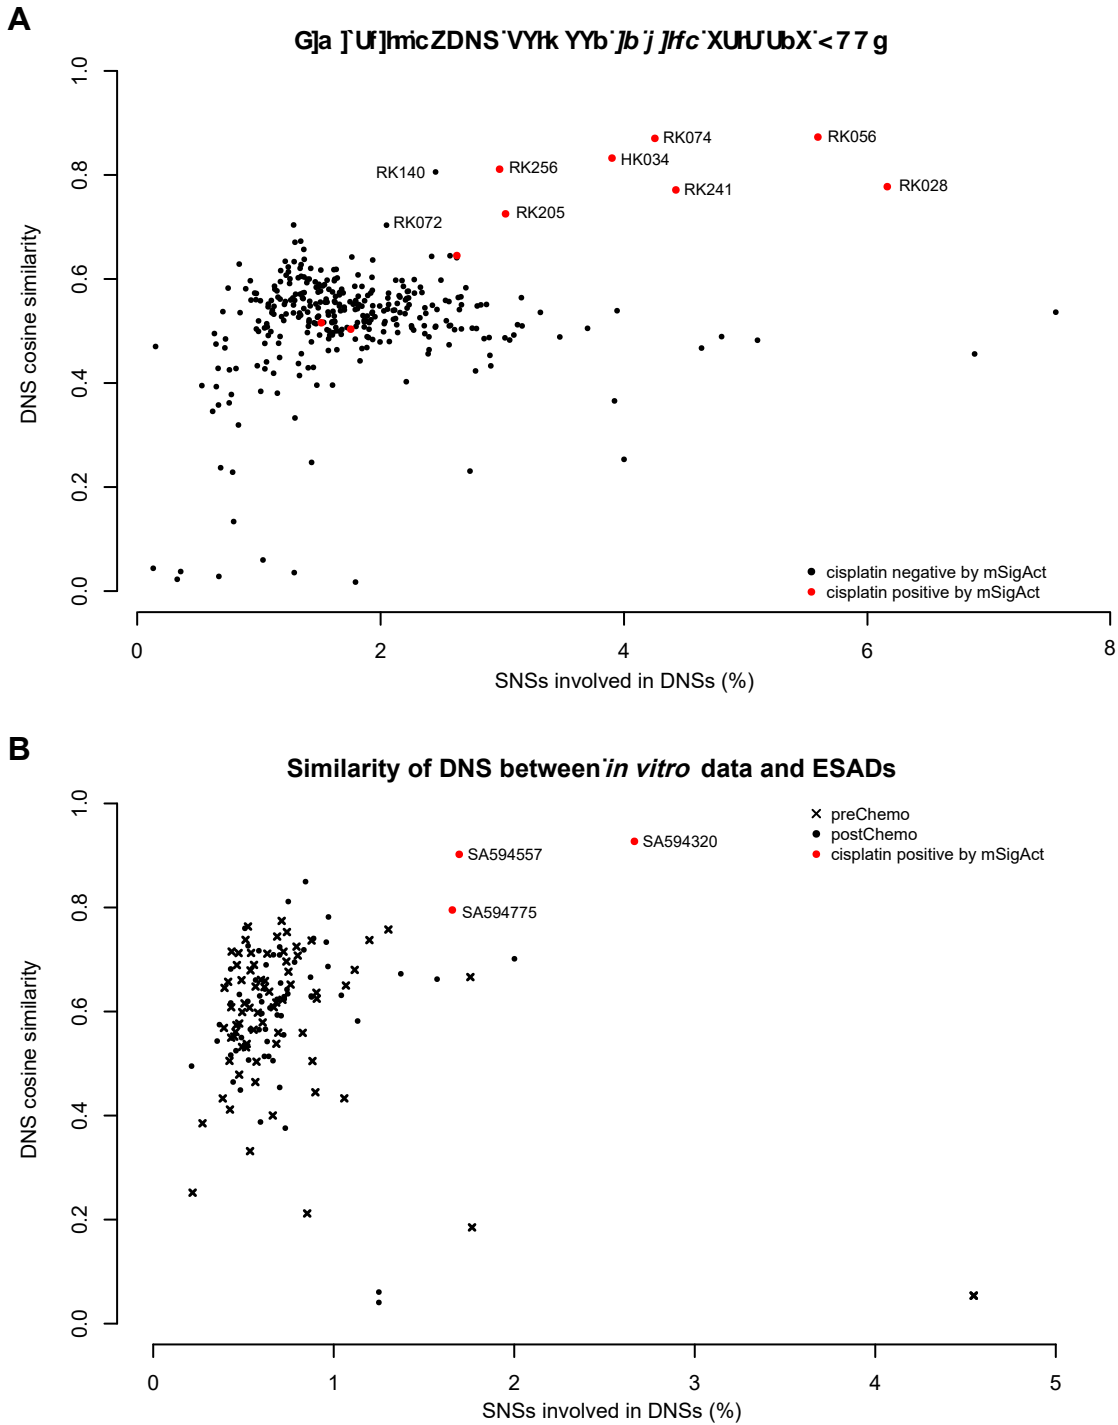 A
DNS
1.0
0.8
0.6
0.4
0.2
0.0
DNS cosine similarity
RK074
RK056
HK034
RK140
RK256
RK241
RK028
RK205
RK072
cisplatin negative by mSigAct
cisplatin positive by mSigAct
0 2 4 6 8
SNSs involved in DNSs (%)
B
Similarity of DNS between in vitro data and ESADs
1.0
0.8
0.6
0.4
0.2
0.0
DNS cosine similarity
preChemo
postChemo
cisplatin positive by mSigAct
SA594320
SA594557
SA594775
0 1 2 3 4 5
SNSs involved in DNSs (%)